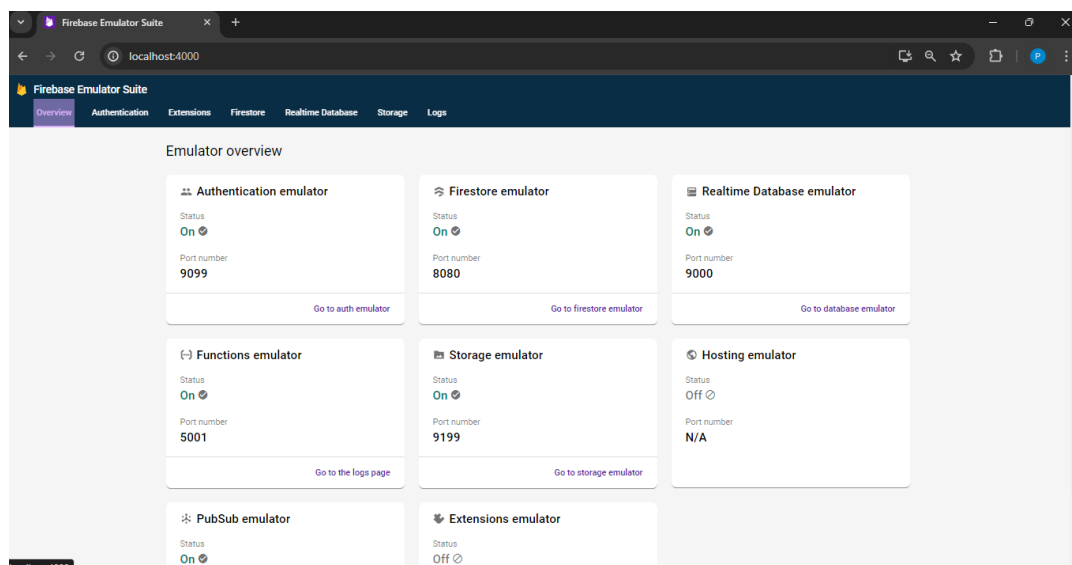 Firebase Emulator Suite
localhost:4000
P
Firebase Emulator Suite
Overview Authentication Extensions Firestore Realtime Database Storage Logs
Emulator overview
Authentication emulator
Status
On
Port number
9099
Go to auth emulator
Firestore emulator
Status
On
Port number
8080
Go to firestore emulator
Realtime Database emulator
Status
On
Port number
9000
Go to database emulator
Functions emulator
Status
On
Port number
5001
Go to the logs page
Storage emulator
Status
On
Port number
9199
Go to storage emulator
Hosting emulator
Status
Off
Port number
N/A
PubSub emulator
Status
On
Extensions emulator
Status
Off